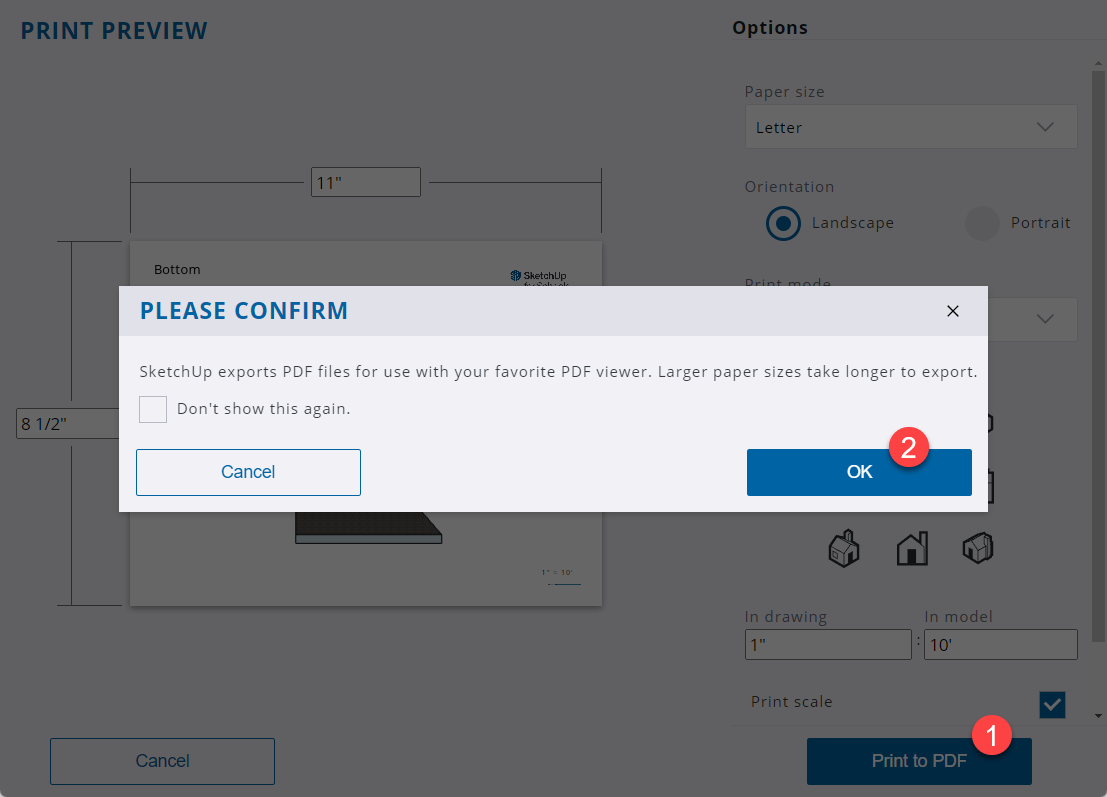 PRINT PREVIEW
Options
Paper size
Letter
11"
Orientation
Landscape
Portrait
Bottom
SketchUp
for Schools
Print mode
PLEASE CONFIRM
SketchUp exports PDF files for use with your favorite PDF viewer. Larger paper sizes take longer to export.
Don't show this again.
8 1/2"
2
Cancel
OK
1" = 10'
In drawing
In model
1"
:
10'
Print scale
1
Cancel
Print to PDF